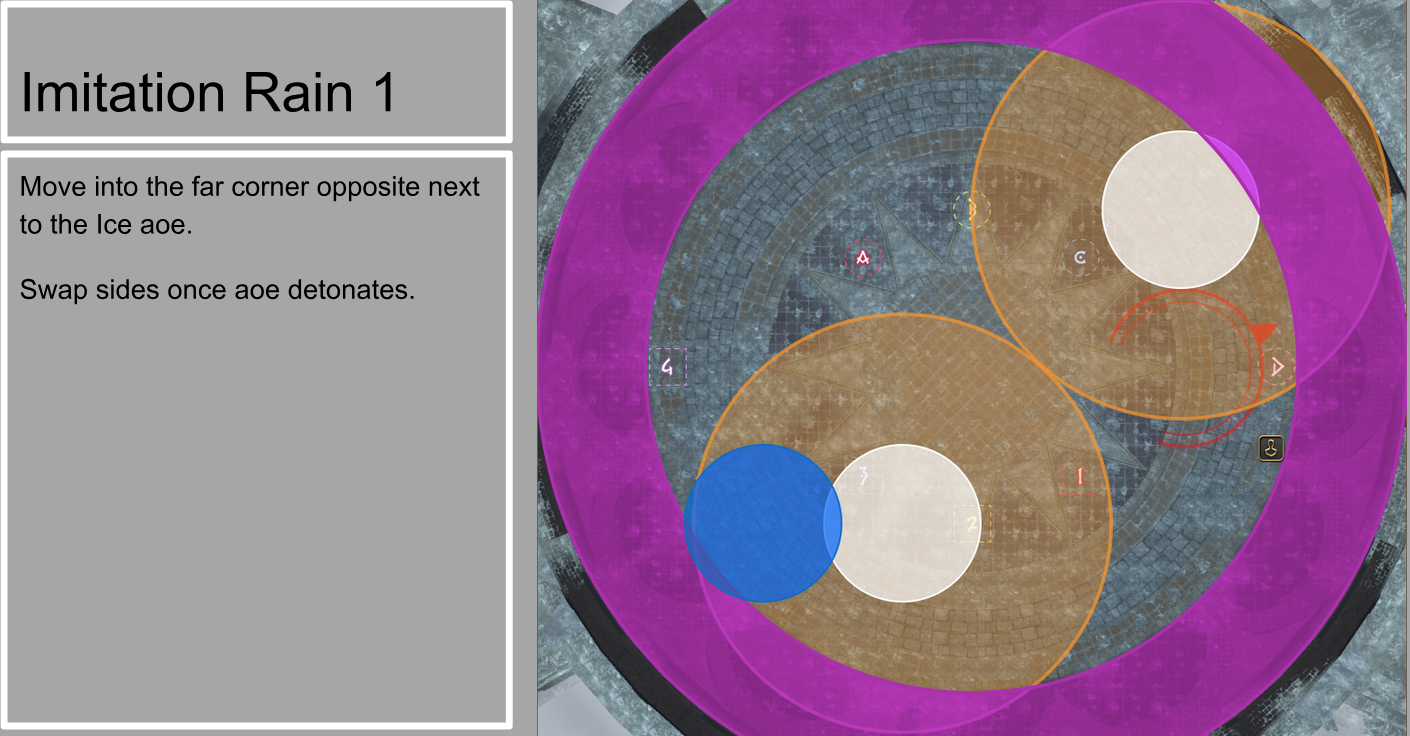 Imitation Rain 1
Move into the far corner opposite next
to the Ice aoe.
Swap sides once aoe detonates.
B
A
C
4
D
3
1
2